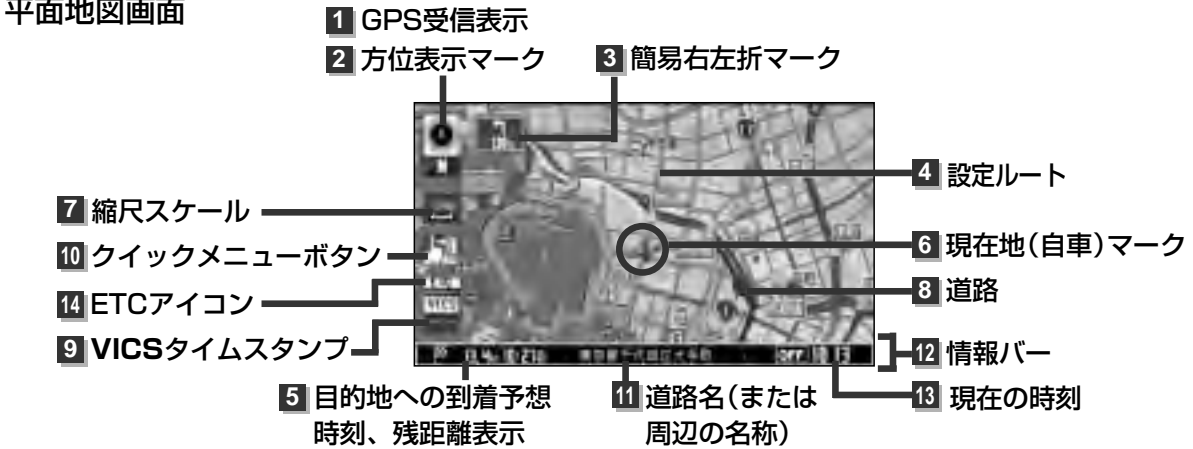 平面地図画面
1 GPS受信表示
2 方位表示マーク
3 簡易右左折マーク
4 設定ルート
7 縮尺スケール
6 現在地(自車)マーク
10 クイックメニューボタン
8 道路
14 ETCアイコン
VICS
9 VICSタイムスタンプ
12 情報バー
OFF
5 目的地への到着予想
時刻、残距離表示
11 道路名(または
周辺の名称)
13 現在の時刻